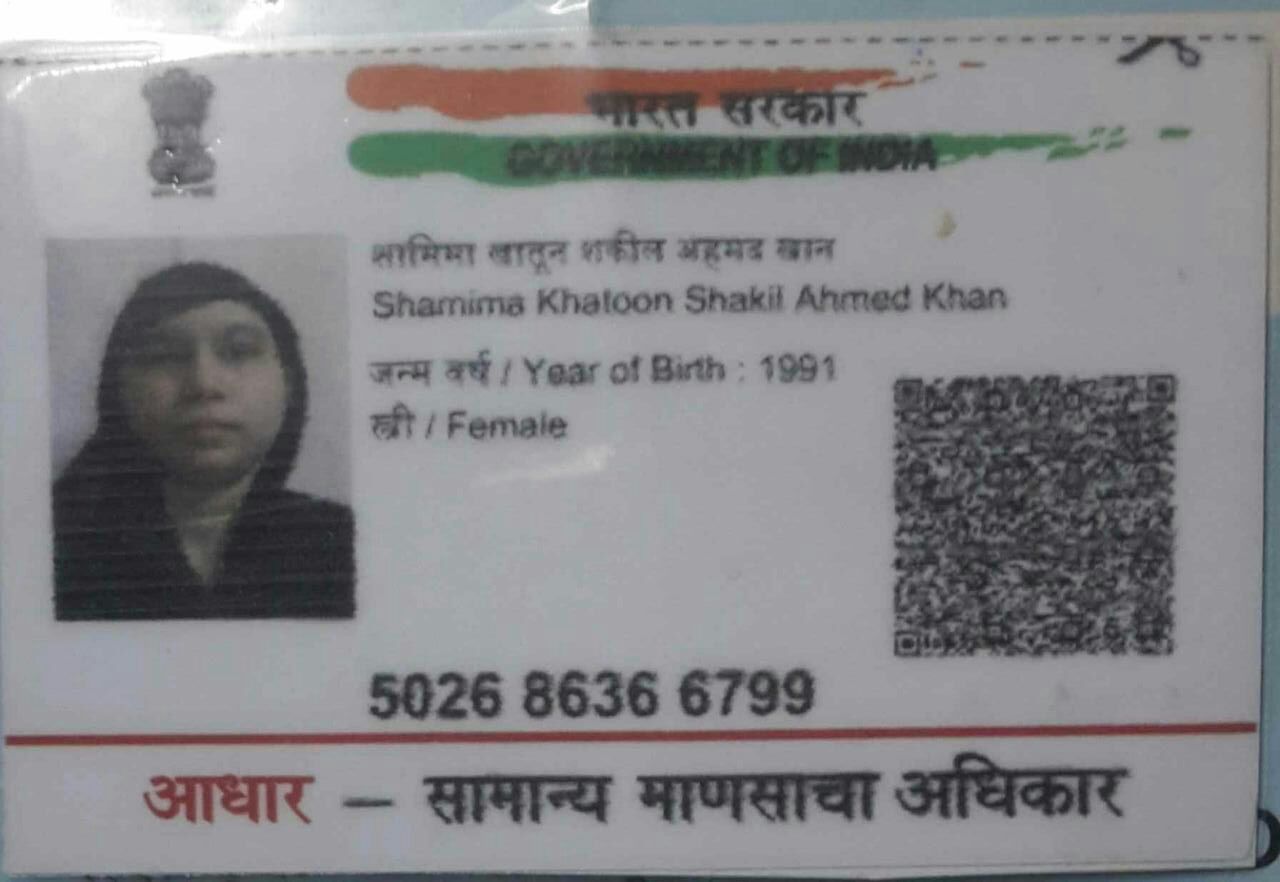 भारत सरकार
GOVERNMENT OF INDIA
शामिमा खातून शकील अहमद खान
Shamima Khatoon Shakil Ahmed Khan
जन्म वर्ष / Year of Birth : 1991
स्त्री / Female
5026 8636 6799
आधार – सामान्य माणसाचा अधिकार